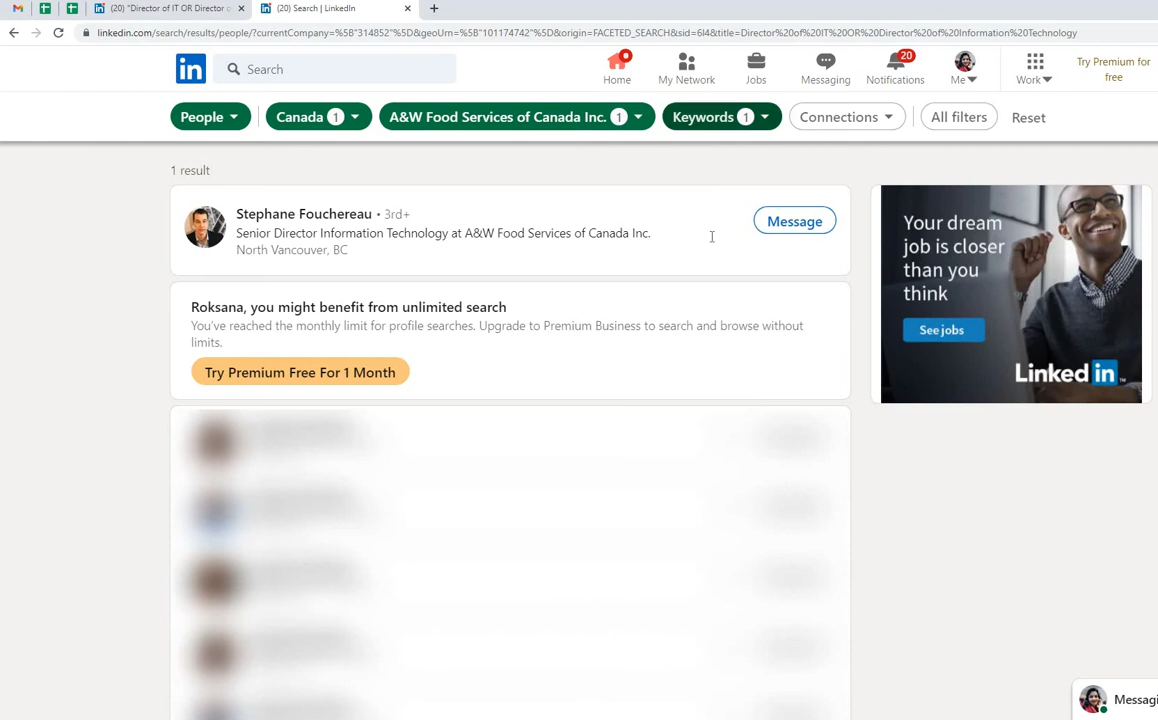 (20) "Director of IT OR Director o
(20) Search | LinkedIn
linkedin.com/search/results/people/?currentCompany=%5B"314852"%5D&geoUrn=%5B"101174742"%5D&origin=FACETED_SEARCH&sid=6l4&title=Director%20of%20IT%20OR%20Director%20of%20Information%20Technology
in
Search
Home
My Network
Jobs
Messaging
20
Notifications
Me
Work
Try Premium for
free
People
Canada 1
A&W Food Services of Canada Inc. 1
Keywords 1
Connections
All filters
Reset
1 result
Stephane Fouchereau • 3rd+
Senior Director Information Technology at A&W Food Services of Canada Inc.
North Vancouver, BC
Message
Roksana, you might benefit from unlimited search
You've reached the monthly limit for profile searches. Upgrade to Premium Business to search and browse without
limits.
Try Premium Free For 1 Month
Your dream
job is closer
than you
think
See jobs
Linked in
Messagi